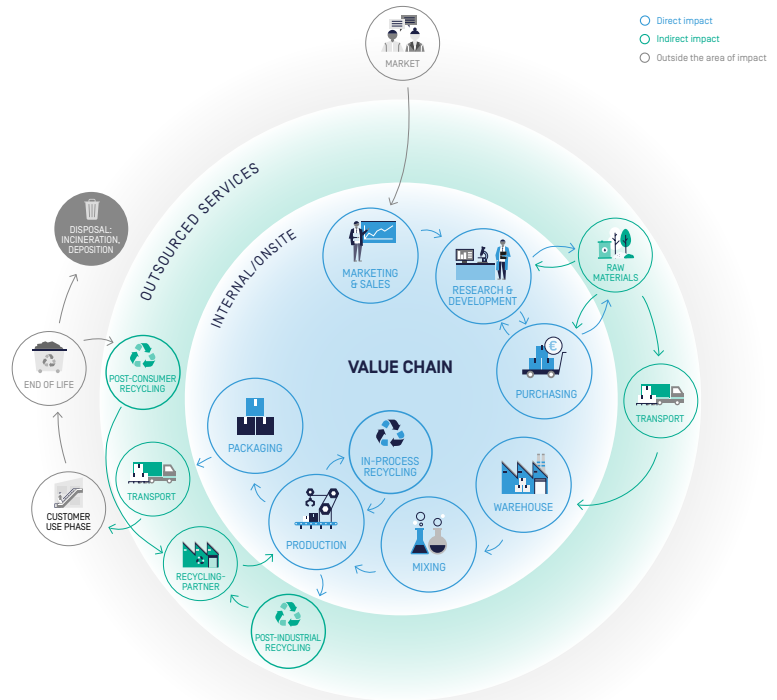 MARKET
Direct impact
Indirect impact
Outside the area of impact
OUTSOURCED SERVICES
INTERNAL/ONSITE
DISPOSAL:
INCINERATION,
DEPOSITION
MARKETING
& SALES
RESEARCH &
DEVELOPMENT
RAW
MATERIALS
VALUE CHAIN
€
PURCHASING
END OF LIFE
POST-CONSUMER
RECYCLING
TRANSPORT
PACKAGING
IN-PROCESS
RECYCLING
TRANSPORT
WAREHOUSE
CUSTOMER
USE PHASE
PRODUCTION
MIXING
RECYCLING-
PARTNER
POST-INDUSTRIAL
RECYCLING